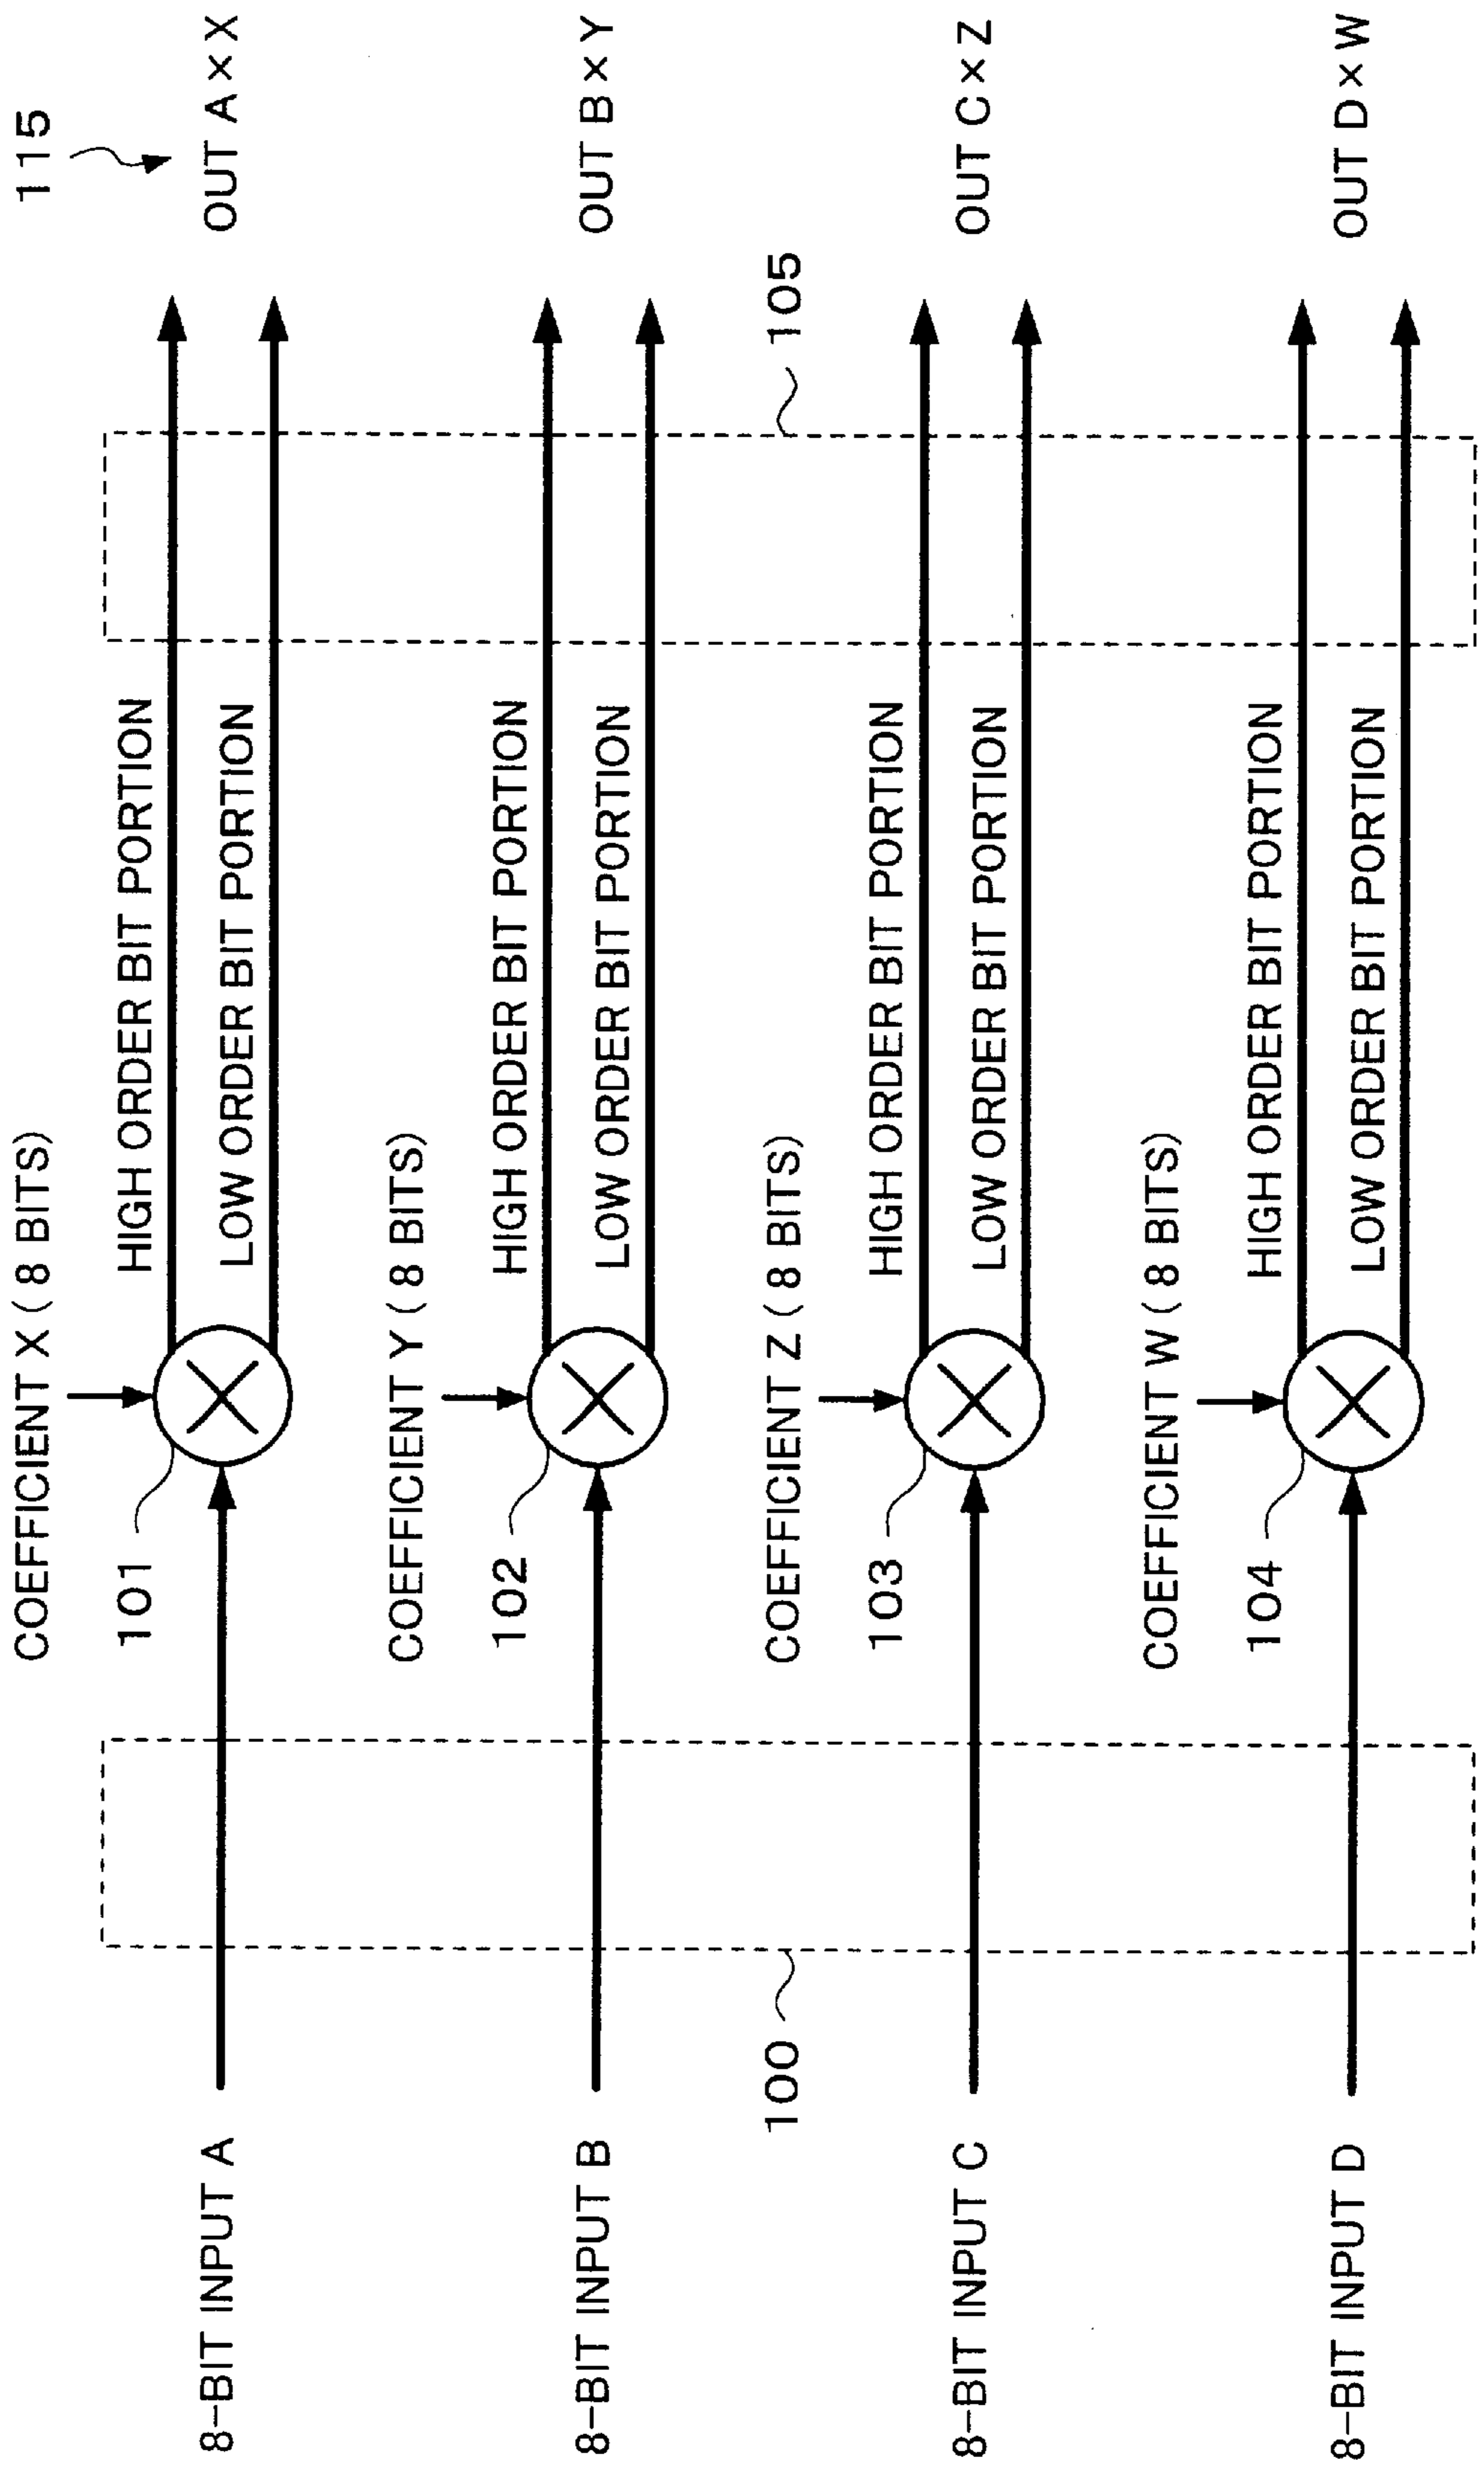 115
COEFFICIENT X ( 8 BITS)
101
HIGH ORDER BIT PORTION
LOW ORDER BIT PORTION
8-BIT INPUT A
OUT A × X
COEFFICIENT Y ( 8 BITS)
102
HIGH ORDER BIT PORTION
LOW ORDER BIT PORTION
8-BIT INPUT B
OUT B × Y
100
105
COEFFICIENT Z ( 8 BITS)
103
HIGH ORDER BIT PORTION
LOW ORDER BIT PORTION
8-BIT INPUT C
OUT C × Z
COEFFICIENT W ( 8 BITS)
104
HIGH ORDER BIT PORTION
LOW ORDER BIT PORTION
8-BIT INPUT D
OUT D × W